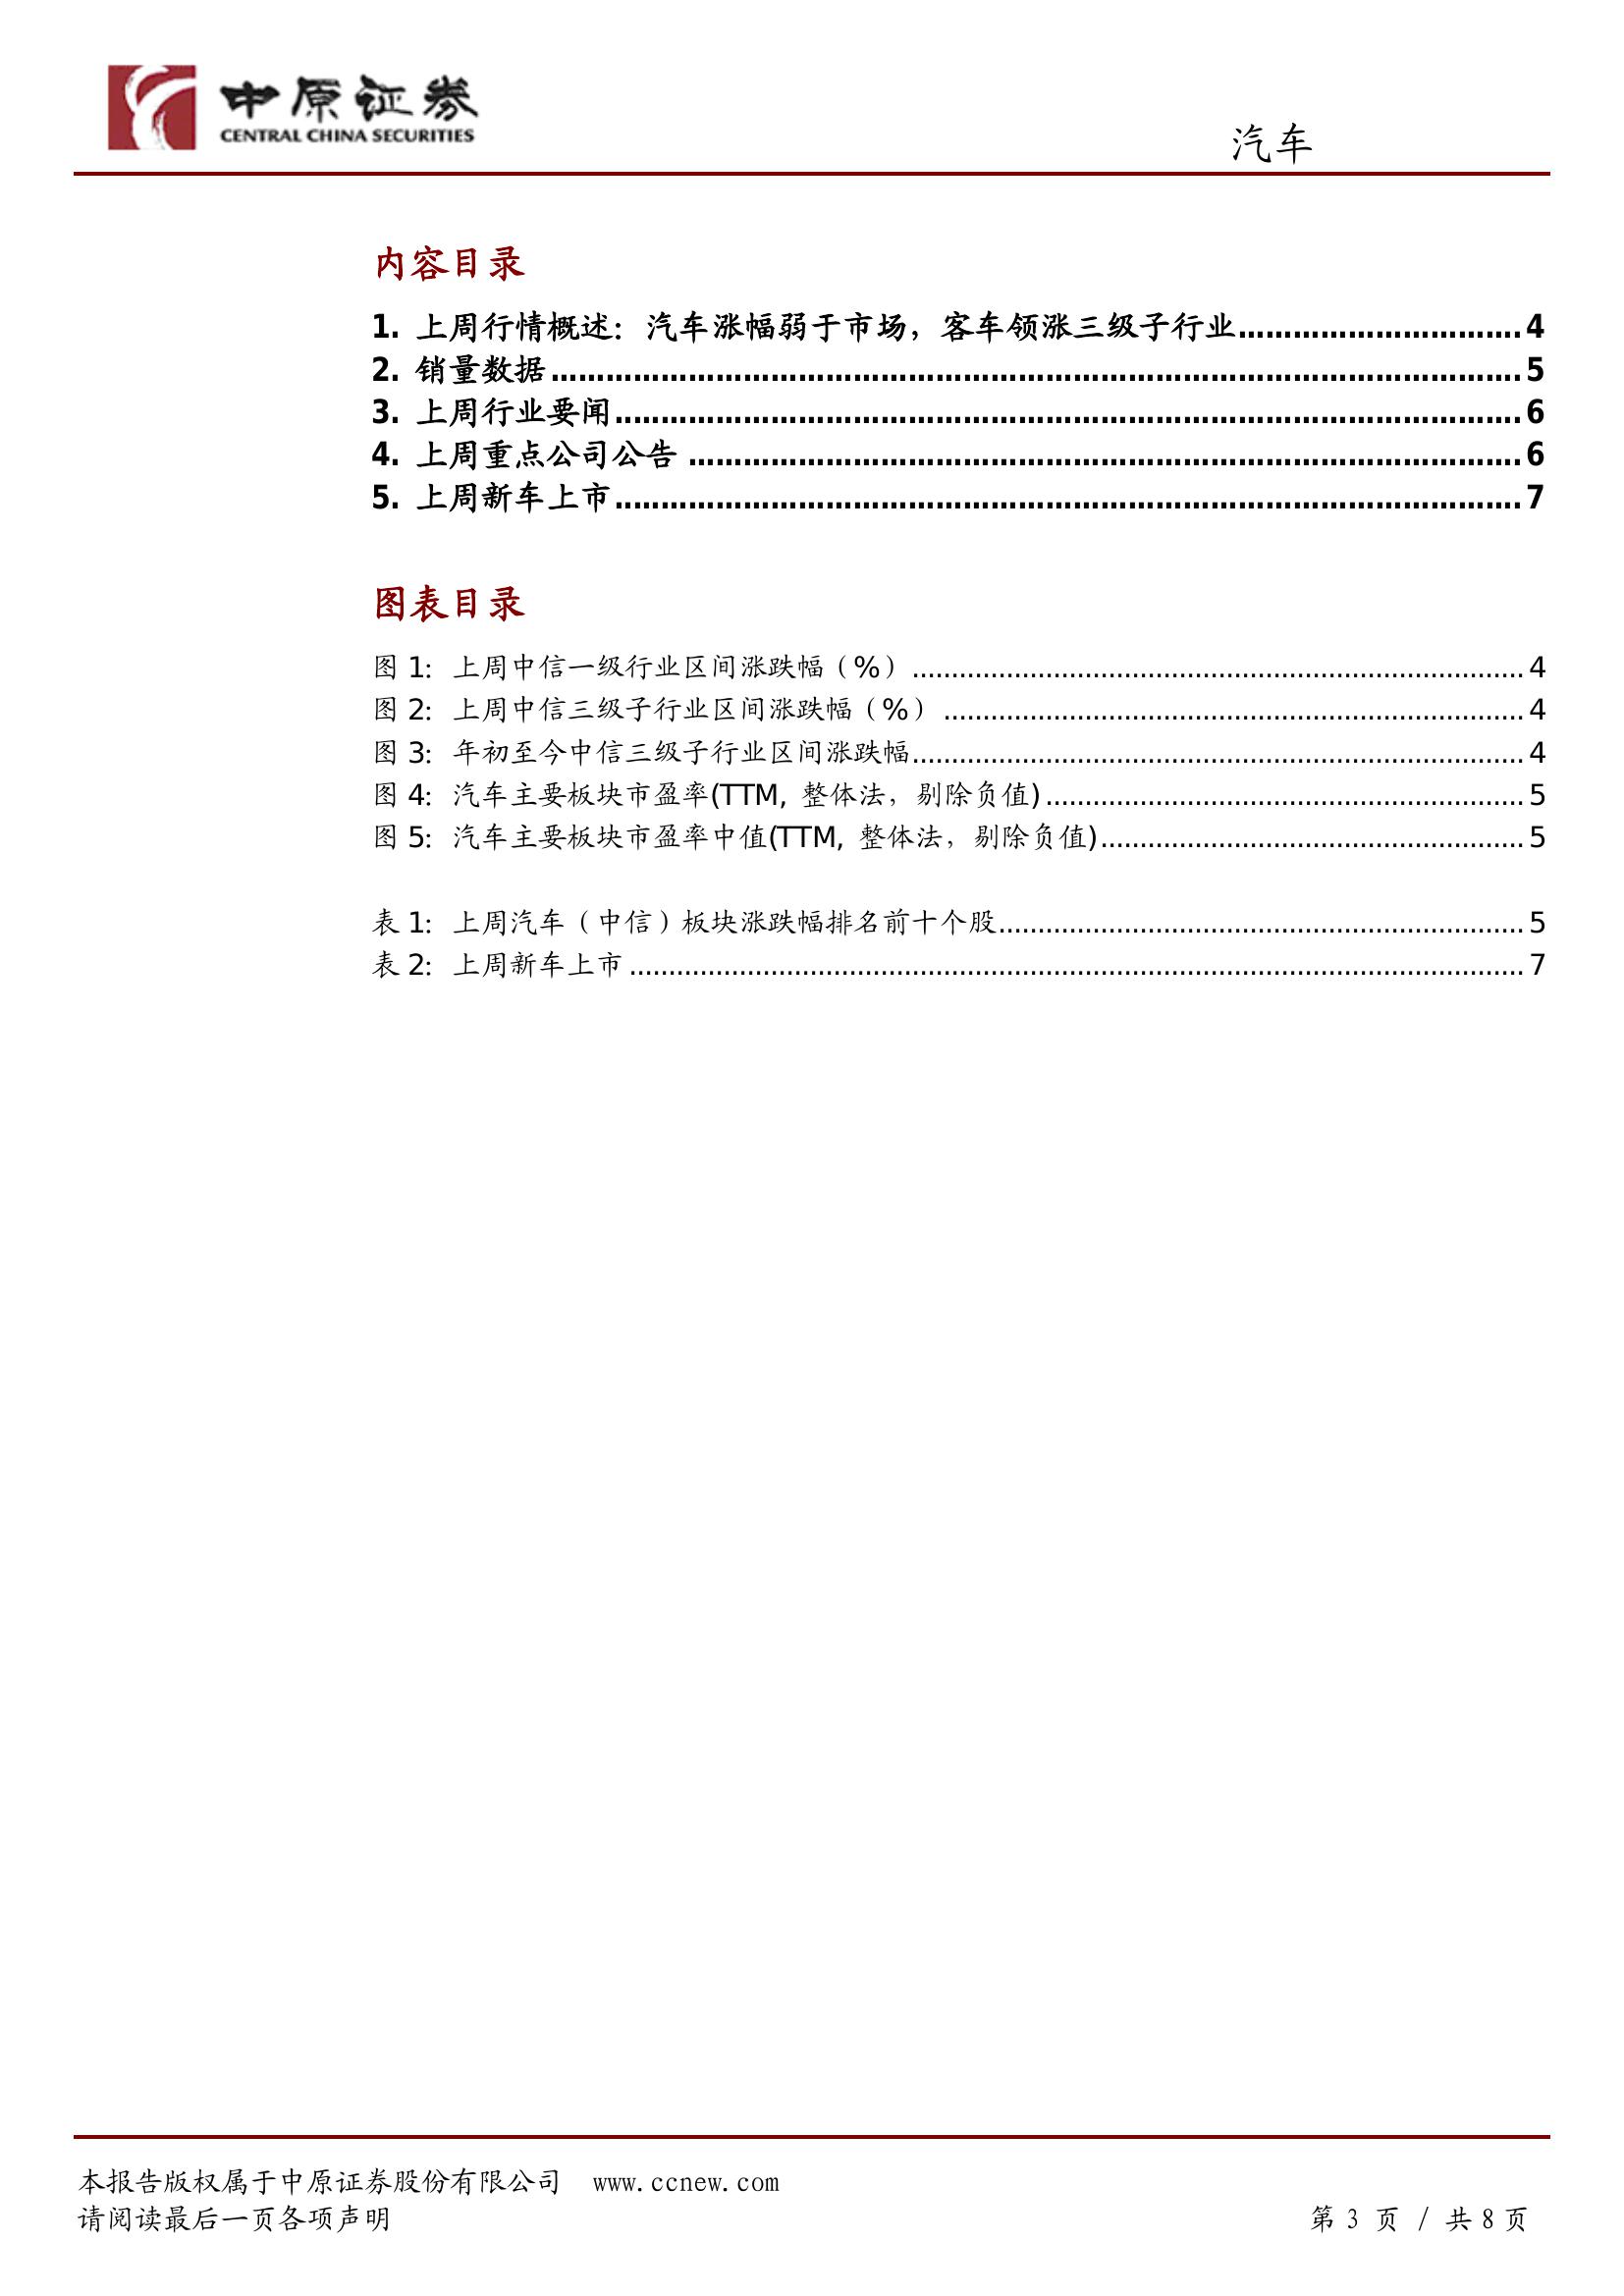 中原证券
CENTRAL CHINA SECURITIES
汽车
内容目录
1. 上周行情概述：汽车涨幅弱于市场，客车领涨三级子行业..............................4
2. 销量数据..............................5
3. 上周行业要闻..............................6
4. 上周重点公司公告..............................6
5. 上周新车上市..............................7
图表目录
图 1: 上周中信一级行业区间涨跌幅（%）..............................4
图 2: 上周中信三级子行业区间涨跌幅（%）..............................4
图 3: 年初至今中信三级子行业区间涨跌幅..............................4
图 4: 汽车主要板块市盈率(TTM, 整体法，剔除负值)..............................5
图 5: 汽车主要板块市盈率中值(TTM, 整体法，剔除负值)..............................5
表 1: 上周汽车（中信）板块涨跌幅排名前十个股..............................5
表 2: 上周新车上市..............................7
本报告版权属于中原证券股份有限公司 www.ccnew.com
请阅读最后一页各项声明
第 3 页 / 共 8 页